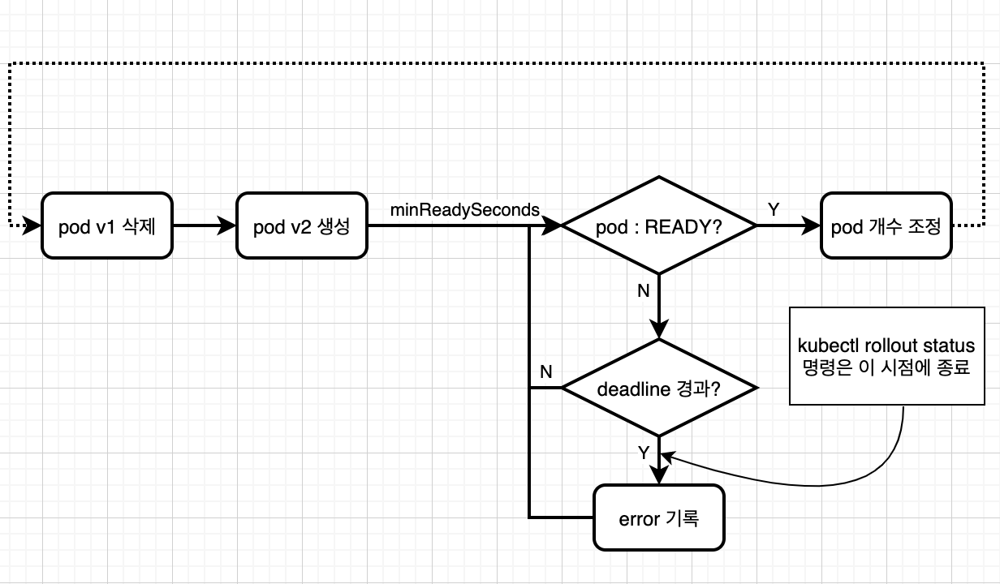 pod v1 삭제
pod v2 생성
minReadySeconds
pod : READY?
Y
pod 개수 조정
N
kubectl rollout status
명령은 이 시점에 종료
N
deadline 경과?
Y
error 기록